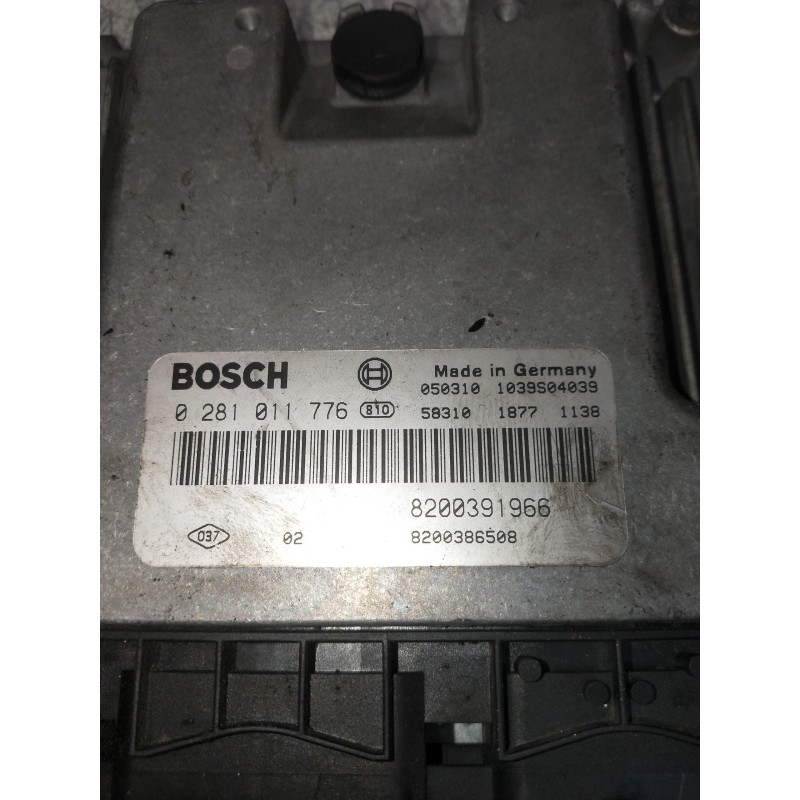 BOSCH
Made in Germany
050310 1039S04039
0 281 011 776 810
58310 1877 1138
8200391966
037 02 8200386508